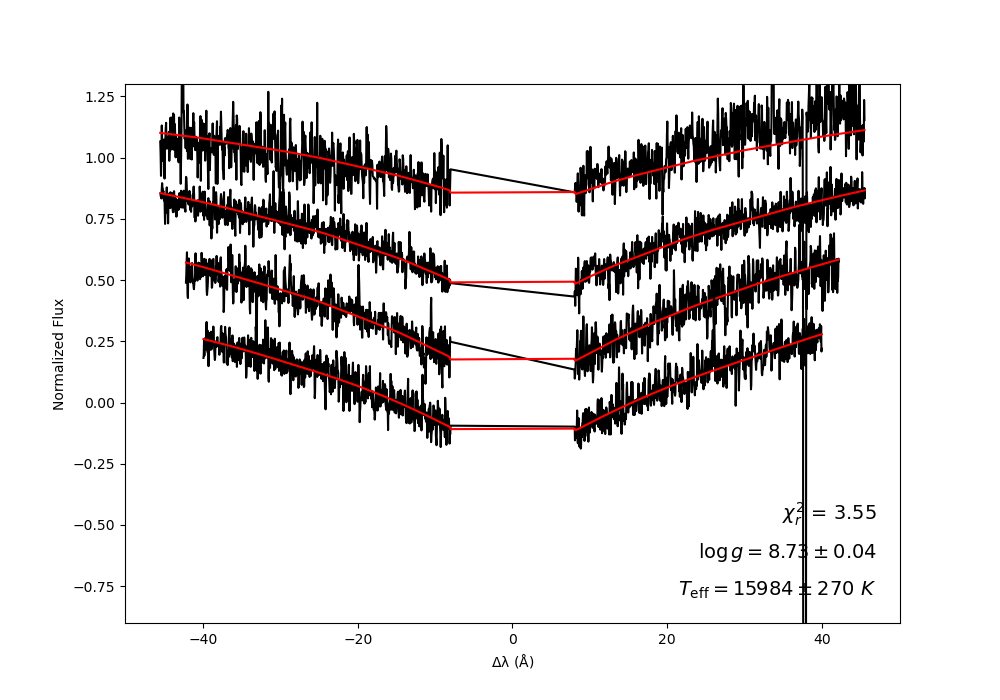 1.25
1.00
0.75
0.50
0.25
0.00
−0.25
−0.50
−0.75
Normalized Flux
χ²ᵣ = 3.55
log g = 8.73 ± 0.04
T_eff = 15984 ± 270 K
−40 −20 0 20 40
Δλ (Å)